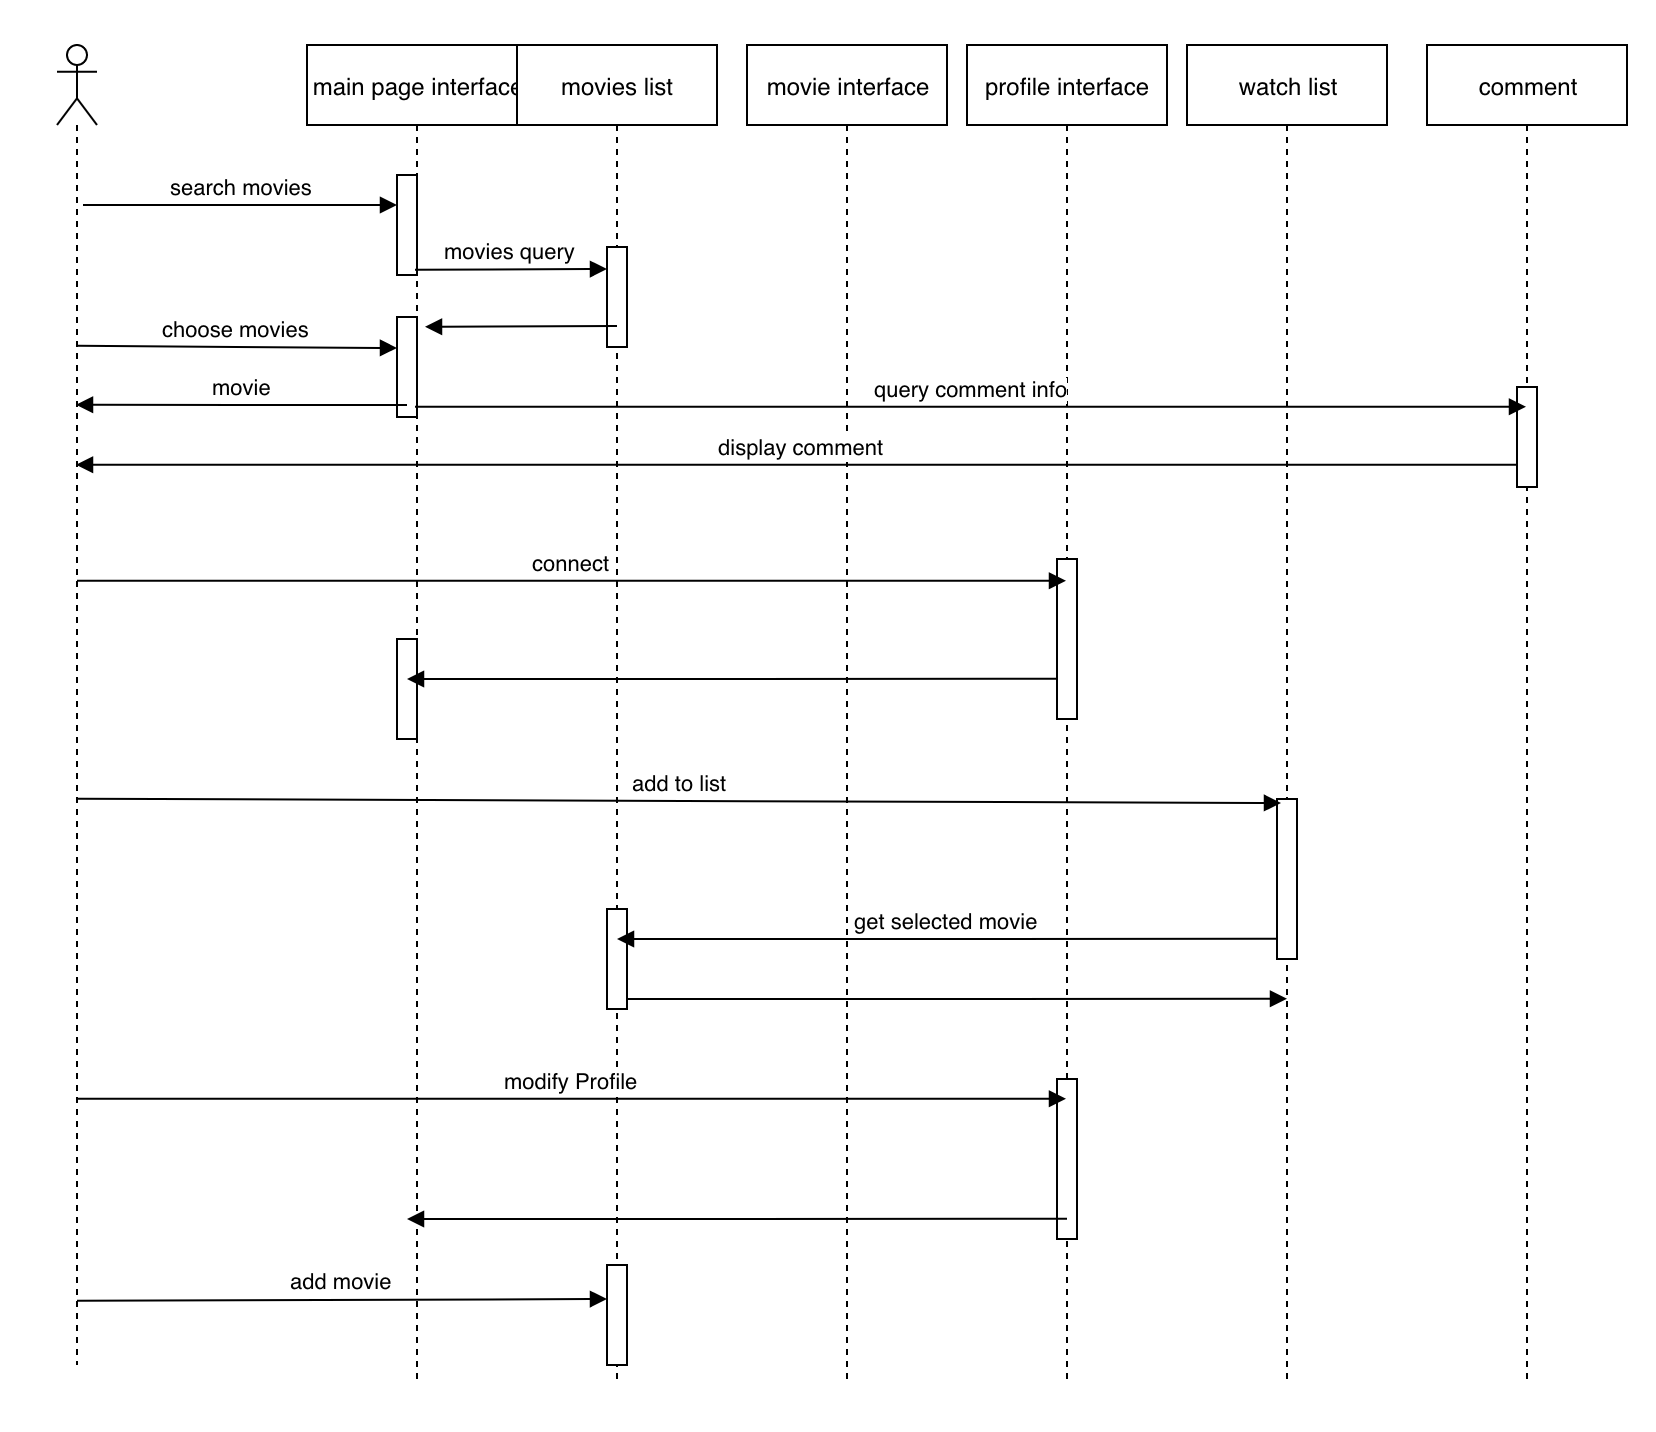 main page interface
movies list
movie interface
profile interface
watch list
comment
search movies
movies query
choose movies
movie
query comment info
display comment
connect
add to list
get selected movie
modify Profile
add movie